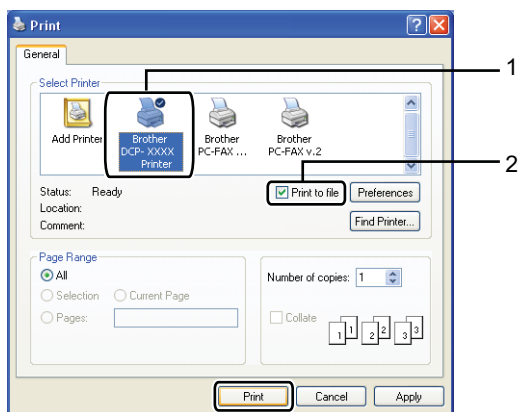 Print
General
1
Select Printer
Add Printer
Brother DCP- XXXX Printer
Brother PC-FAX ...
Brother PC-FAX v.2
2
Status: Ready
Print to file
Preferences
Location:
Comment:
Find Printer...
Page Range
All
Number of copies: 1
Selection
Current Page
Pages:
Collate
1 1 2 2 3 3
Print
Cancel
Apply